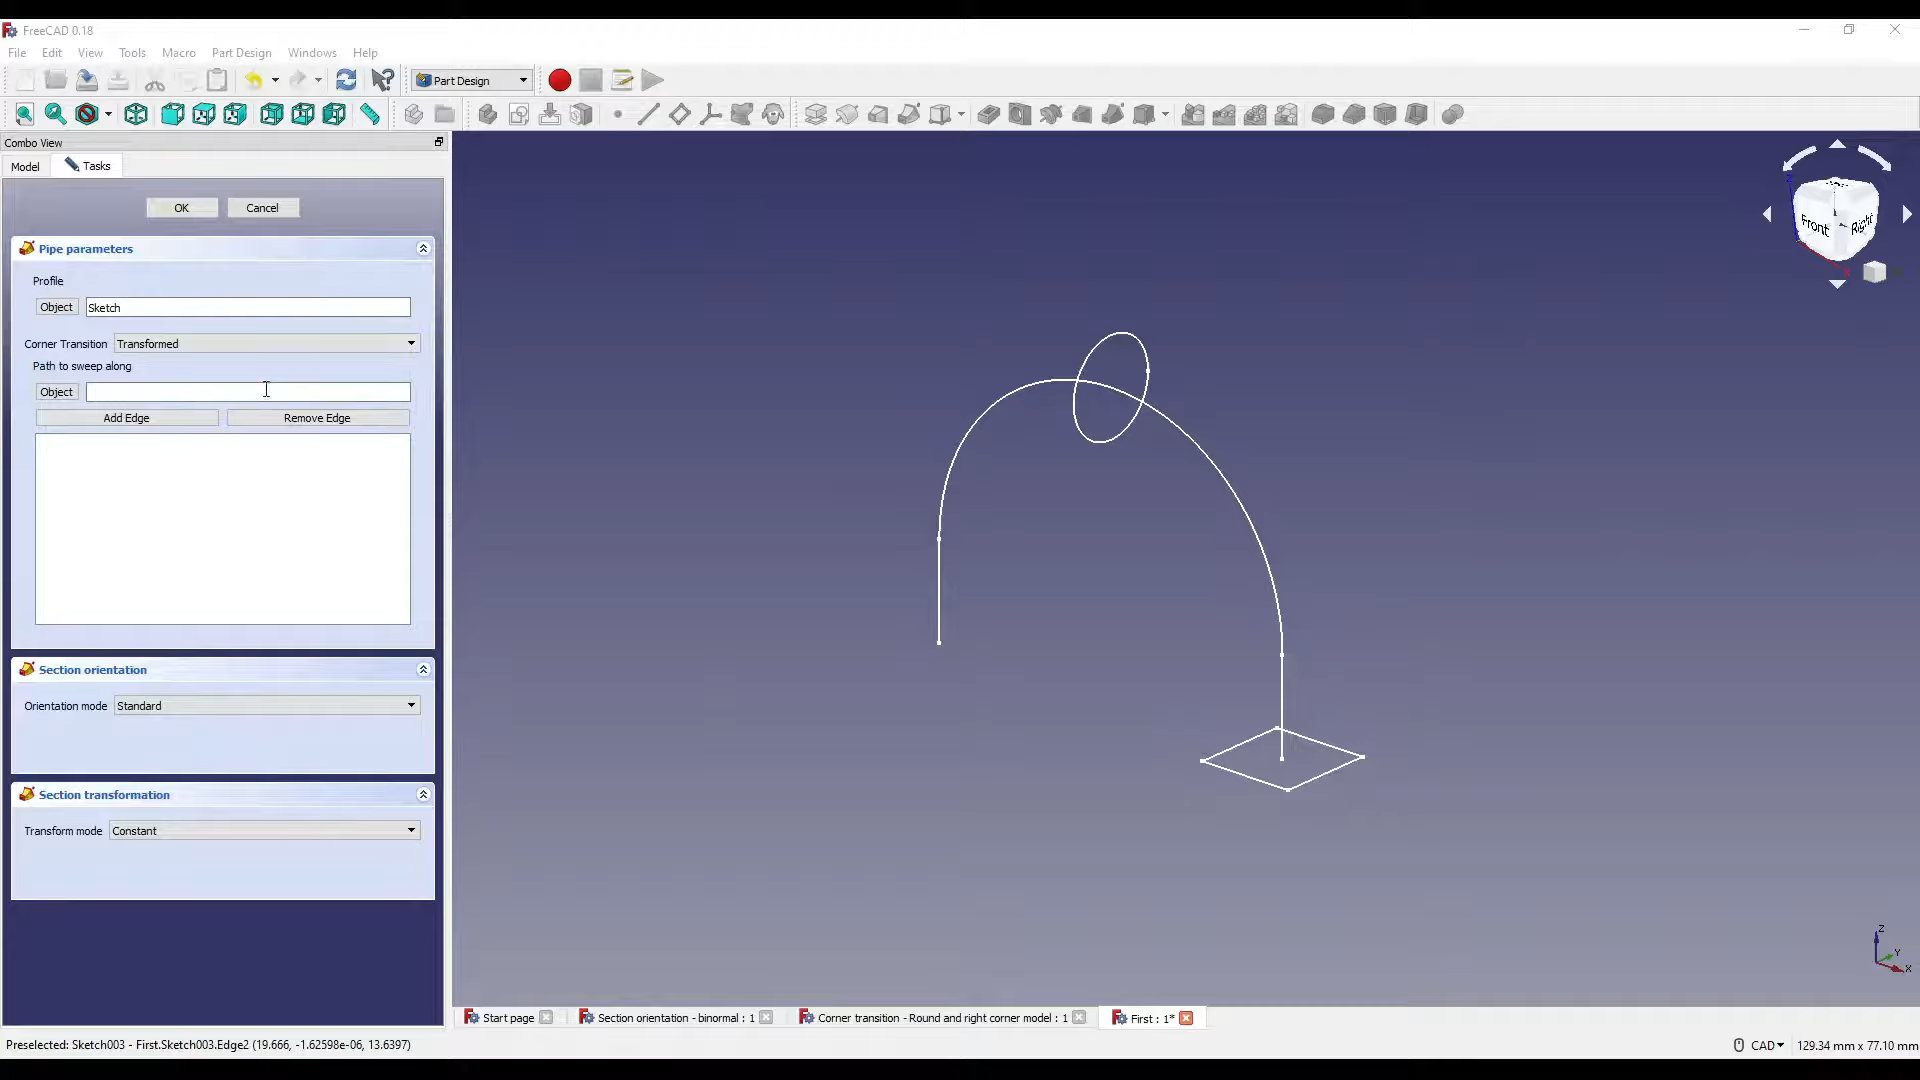 FreeCAD 0.18
File Edit View Tools Macro Part Design Windows Help
Part Design
Combo View
Model Tasks
OK Cancel
Pipe parameters
Profile
Object Sketch
Corner Transition Transformed
Path to sweep along
Object
Add Edge Remove Edge
Section orientation
Orientation mode Standard
Section transformation
Transform mode Constant
Front Right
Z
Y
X
Start page Section orientation - binormal : 1 Corner transition - Round and right corner model : 1 First : 1*
Preselected: Sketch003 - First.Sketch003.Edge2 (19.666, -1.62598e-06, 13.6397) CAD 129.34 mm x 77.10 mm